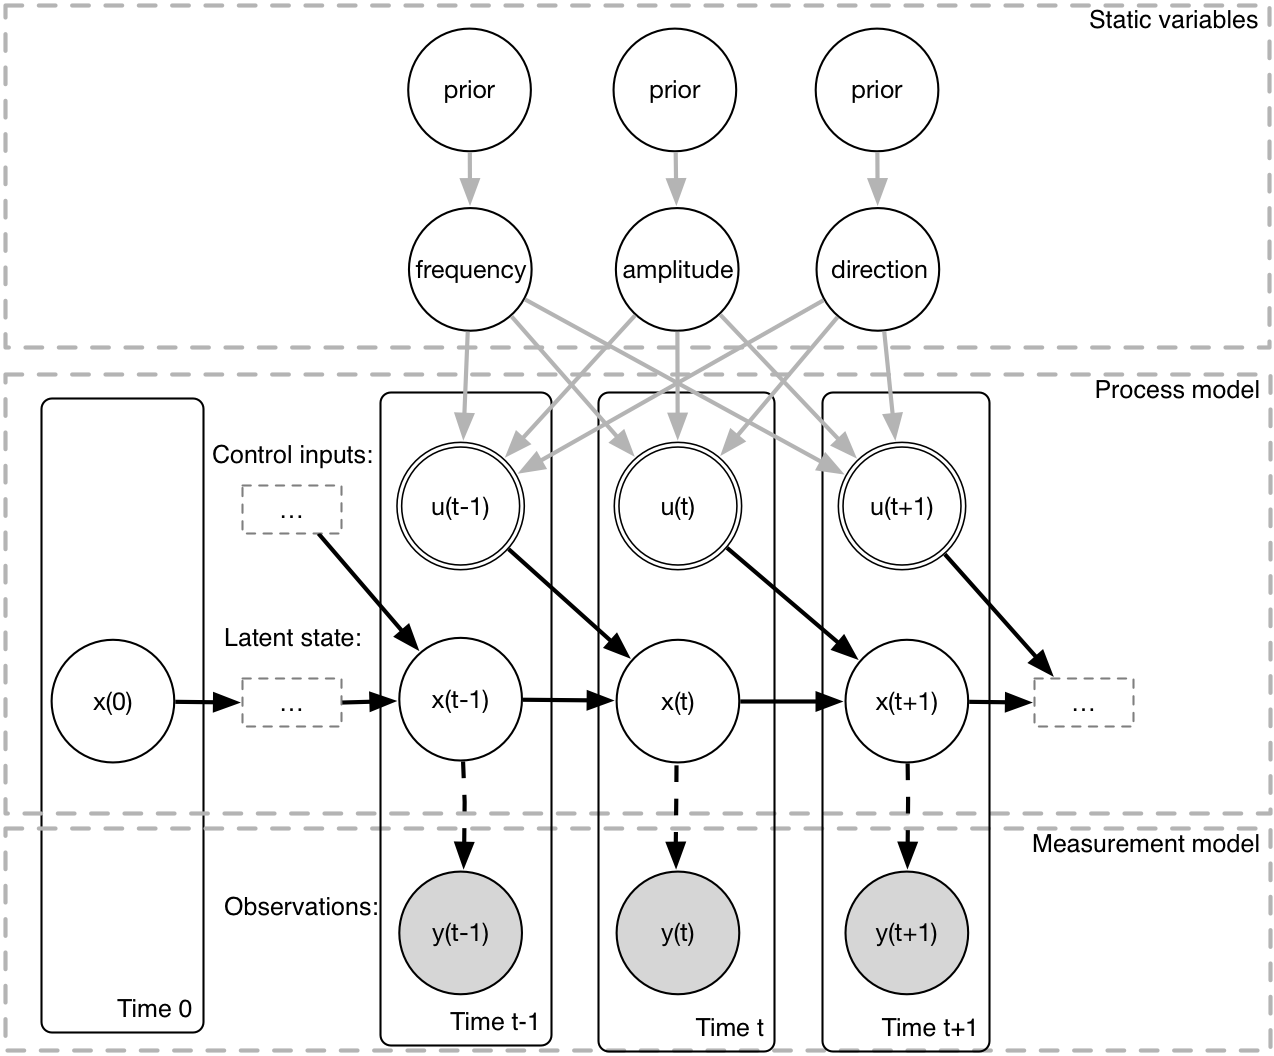 Static variables
prior
prior
prior
frequency
amplitude
direction
Process model
Control inputs:
...
u(t-1)
u(t)
u(t+1)
Latent state:
x(0)
...
x(t-1)
x(t)
x(t+1)
...
Measurement model
Observations:
y(t-1)
y(t)
y(t+1)
Time 0
Time t-1
Time t
Time t+1